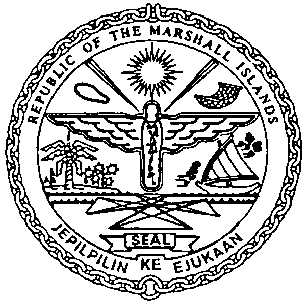 REPUBLIC OF THE MARSHALL ISLANDS
SEAL
JEPILPILIN KE EJUKAAN